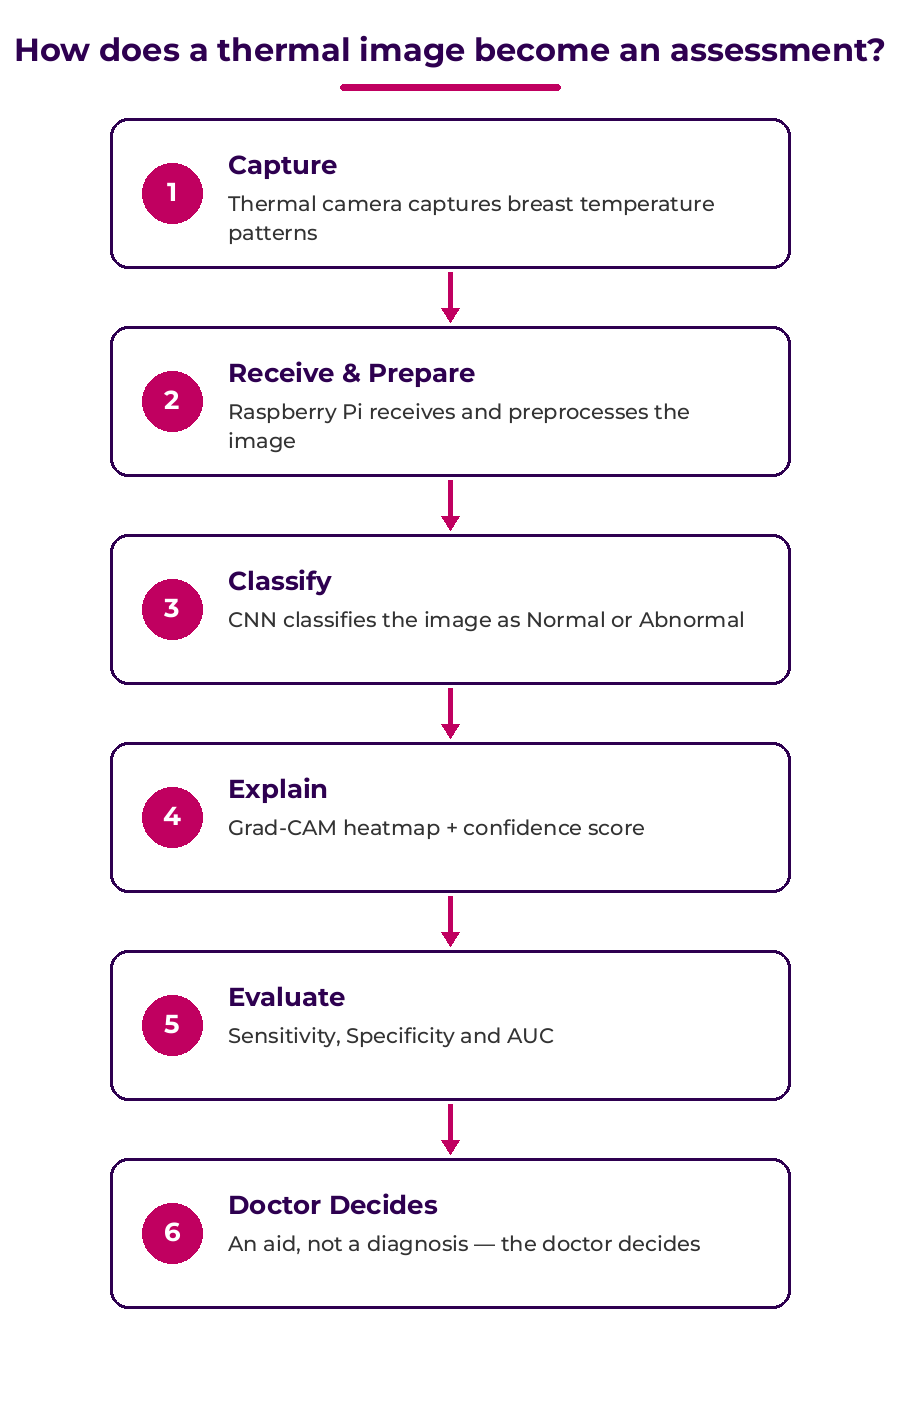 How does a thermal image become an assessment?
1
Capture
Thermal camera captures breast temperature
patterns
2
Receive & Prepare
Raspberry Pi receives and preprocesses the
image
3
Classify
CNN classifies the image as Normal or Abnormal
4
Explain
Grad-CAM heatmap + confidence score
5
Evaluate
Sensitivity, Specificity and AUC
6
Doctor Decides
An aid, not a diagnosis — the doctor decides